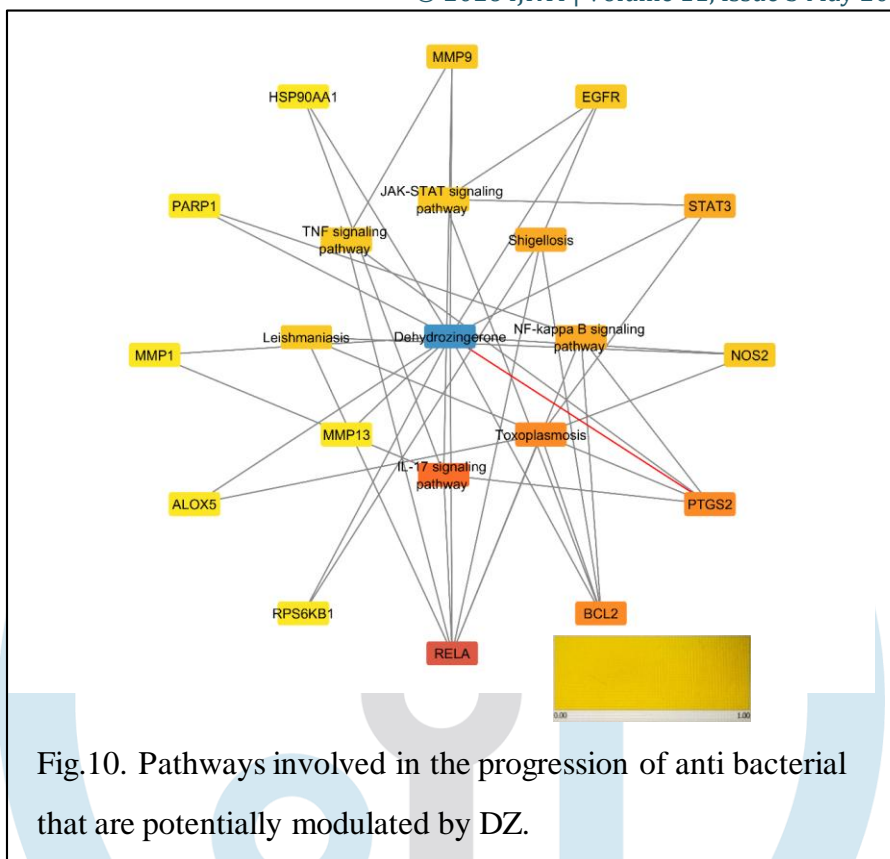 MMP9
HSP90AA1
EGFR
JAK-STAT signaling
pathway
PARP1
STAT3
TNF signaling
pathway
Shigellosis
Leishmaniasis
Dehydrozingerone
NF-kappa B signaling
pathway
MMP1
NOS2
MMP13
Toxoplasmosis
IL-17 signaling
pathway
ALOX5
PTGS2
RPS6KB1
BCL2
RELA
0.00
1.00
Fig.10. Pathways involved in the progression of anti bacterial
that are potentially modulated by DZ.